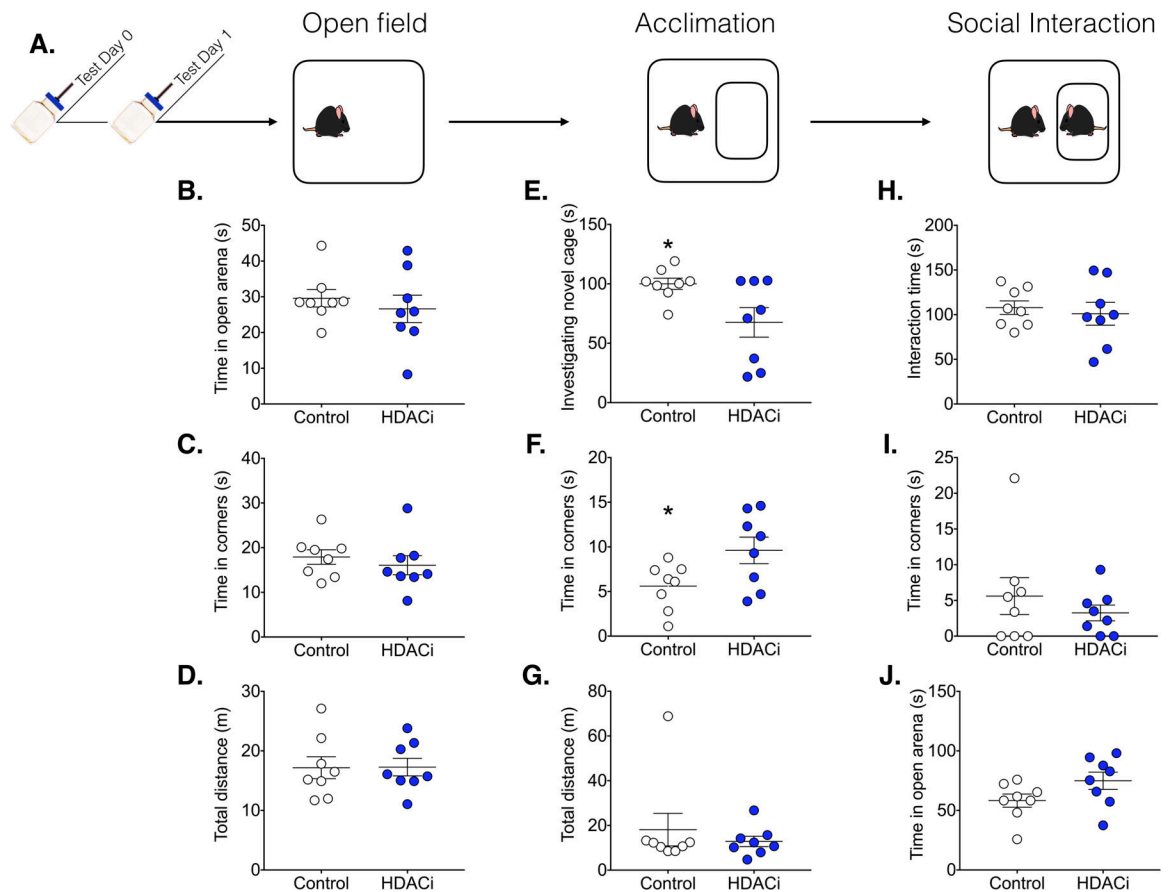 A.
Test Day 0
Test Day 1
Open field
Acclimation
Social Interaction
B.
Time in open arena (s)
50
40
30
20
10
0
Control HDACi
E.
Investigating novel cage (s)
150
100
50
0
*
Control HDACi
H.
Interaction time (s)
200
150
100
50
0
Control HDACi
C.
Time in corners (s)
40
30
20
10
0
Control HDACi
F.
Time in corners (s)
20
15
10
5
0
*
Control HDACi
I.
Time in corners (s)
25
20
15
10
5
0
Control HDACi
D.
Total distance (m)
30
20
10
0
Control HDACi
G.
Total distance (m)
80
60
40
20
0
Control HDACi
J.
Time in open arena (s)
150
100
50
0
Control HDACi